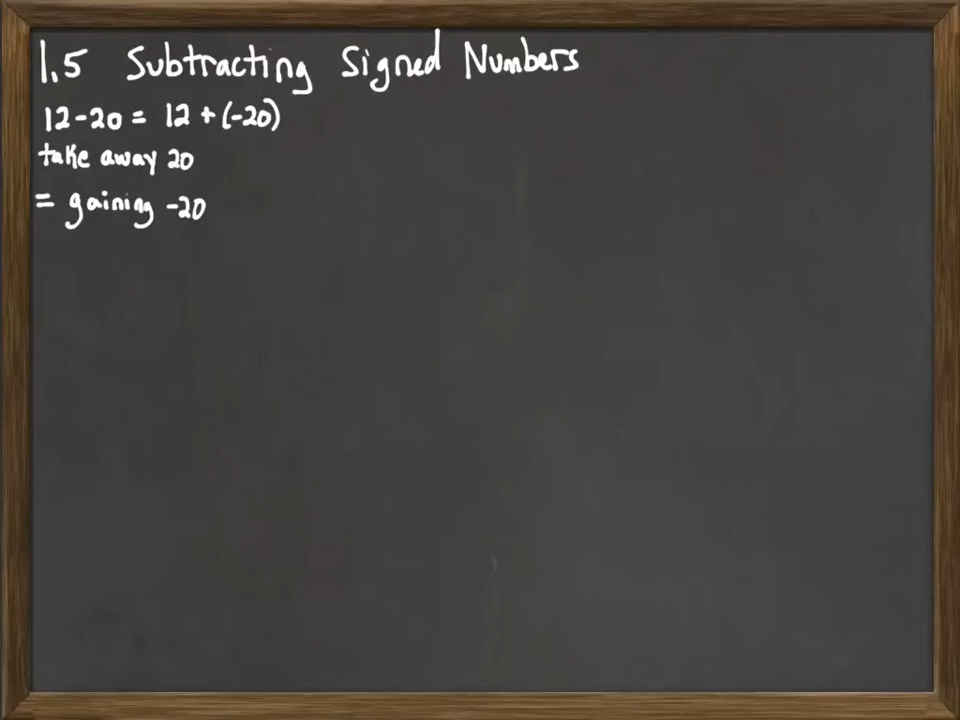 1.5 Subtracting Signed Numbers
12-20 = 12 + (-20)
take away 20
= gaining -20